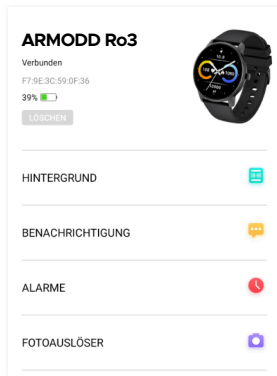 ARMODD Ro3
Verbunden
F7:9E:3C:59:0F:36
39%
LÖSCHEN
HINTERGRUND
BENACHRICHTIGUNG
ALARME
FOTOAUSLÖSER